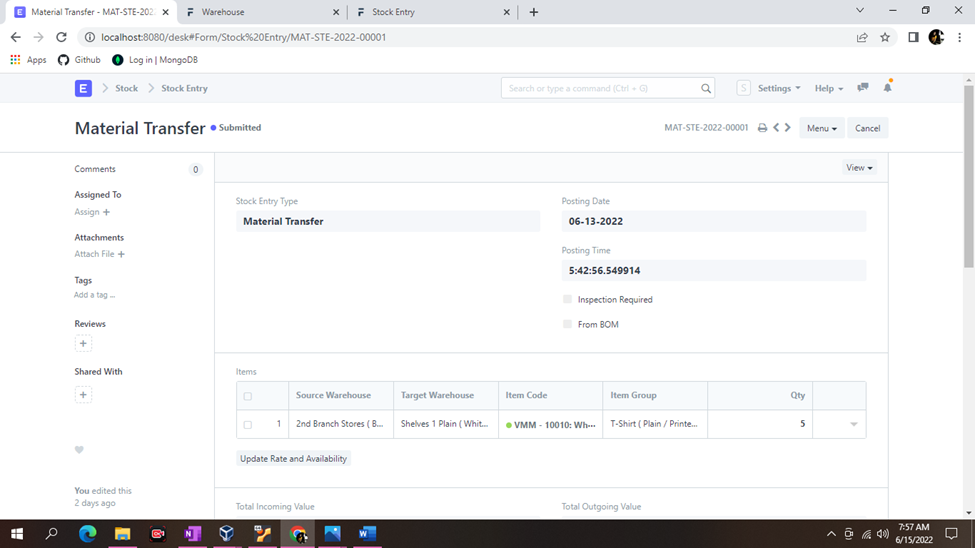 Material Transfer - MAT-STE-2022-
Warehouse
Stock Entry
localhost:8080/desk#Form/Stock%20Entry/MAT-STE-2022-00001
Apps
Github
Log in | MongoDB
E
Stock
Stock Entry
Search or type a command (Ctrl + G)
S
Settings
Help
Material Transfer
Submitted
MAT-STE-2022-00001
Menu
Cancel
Comments
0
View
Assigned To
Assign +
Attachments
Attach File +
Tags
Add a tag ...
Reviews
+
Shared With
+
Stock Entry Type
Material Transfer
Posting Date
06-13-2022
Posting Time
5:42:56.549914
Inspection Required
From BOM
Items
Source Warehouse
Target Warehouse
Item Code
Item Group
Qty
1
2nd Branch Stores ( B...
Shelves 1 Plain ( Whit...
VMM - 10010: Wh...
T-Shirt ( Plain / Printe...
5
Update Rate and Availability
You edited this
2 days ago
Total Incoming Value
Total Outgoing Value
7:57 AM
6/15/2022